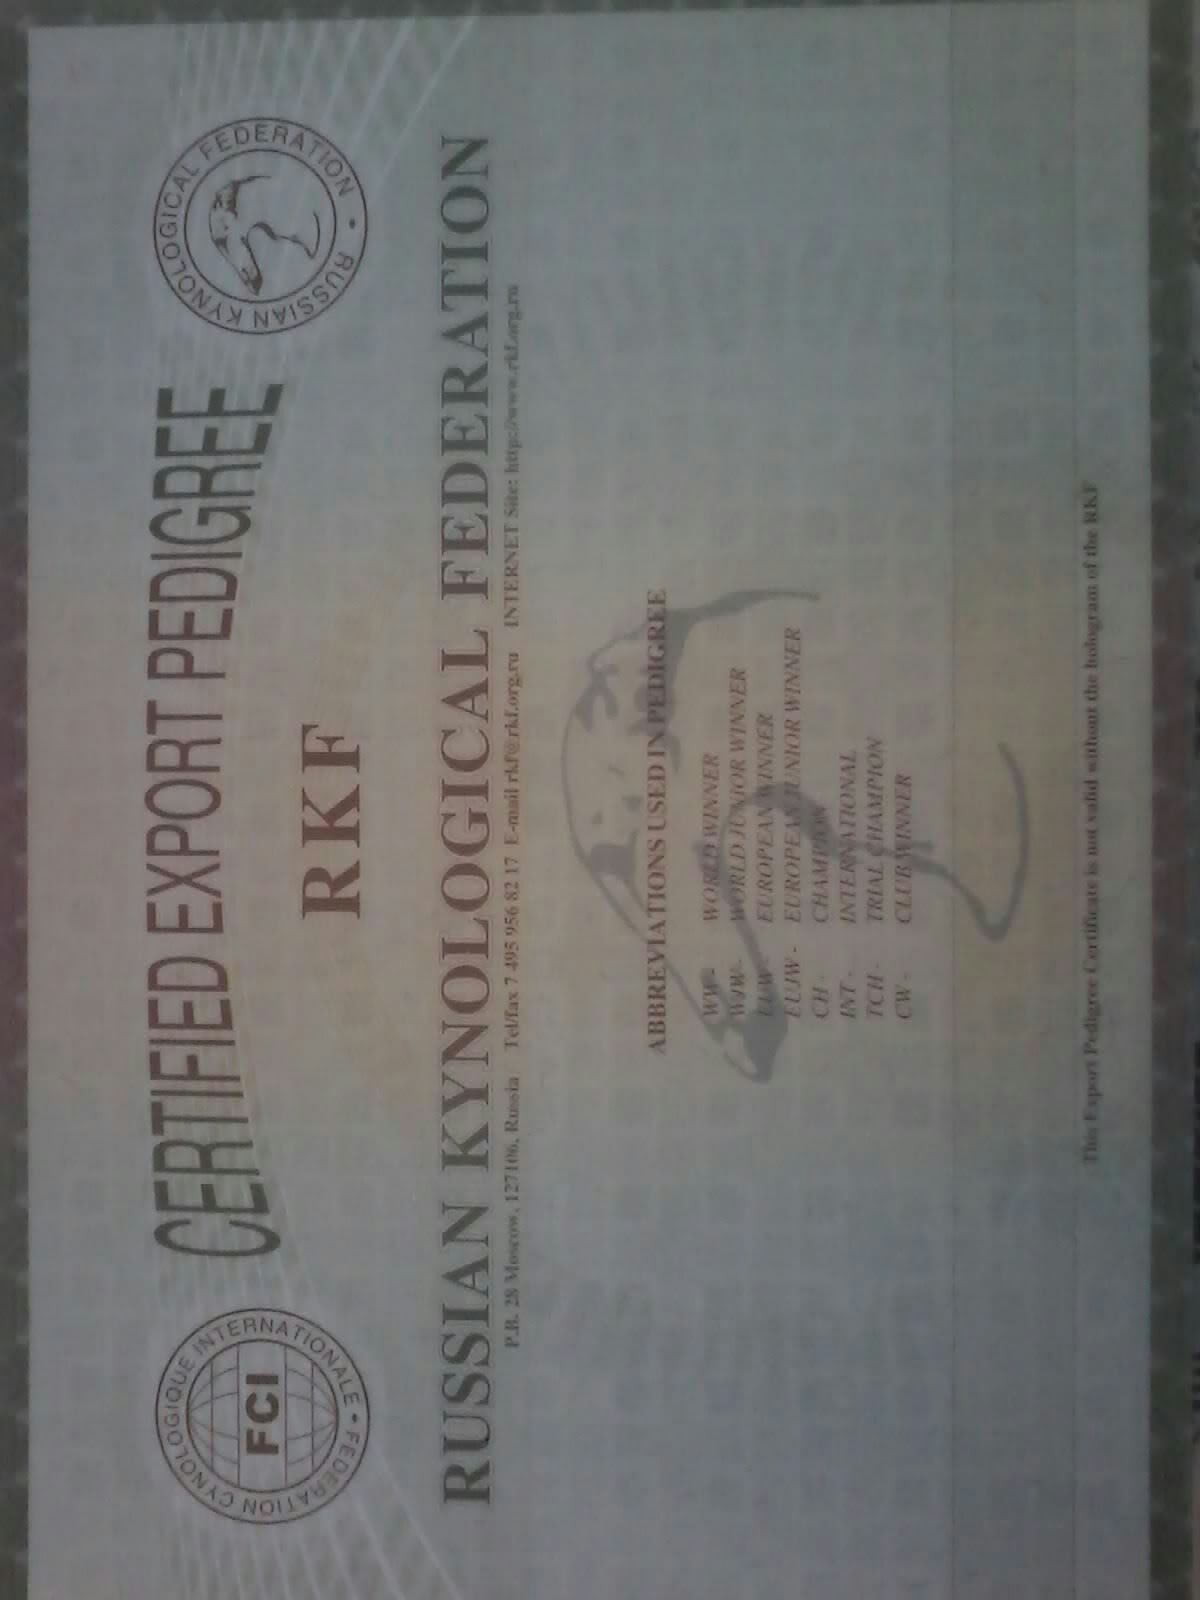 FEDERATION CYNOLOGIQUE INTERNATIONALE •
FCI
CERTIFIED EXPORT PEDIGREE
RUSSIAN KYNOLOGICAL FEDERATION •
RKF
RUSSIAN KYNOLOGICAL FEDERATION
P.B. 28 Moscow, 127106, Russia Tel/fax 7 495 956 82 17 E-mail rkf@rkf.org.ru INTERNET Site: http://www.rkf.org.ru
ABBREVIATIONS USED IN PEDIGREE
WW- WORLD WINNER
WJW- WORLD JUNIOR WINNER
EUW- EUROPEAN WINNER
EUJW - EUROPEAN JUNIOR WINNER
CH - CHAMPION
INT - INTERNATIONAL
TCH - TRIAL CHAMPION
CW - CLUB WINNER
This Export Pedigree Certificate is not valid without the hologram of the RKF